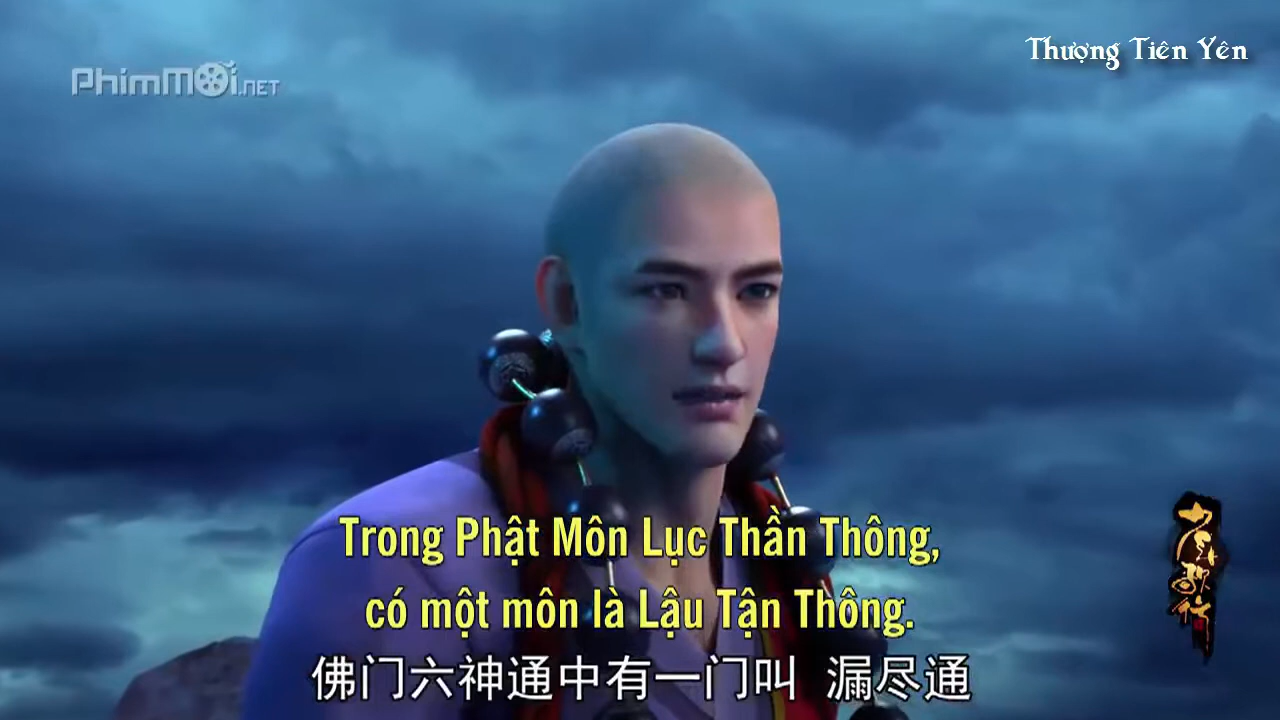 Thượng Tiên Yên
PhimMỚi.NET
Trong Phật Môn Lục Thần Thông,
có một môn là Lậu Tận Thông.
佛门六神通中有一门叫 漏尽通